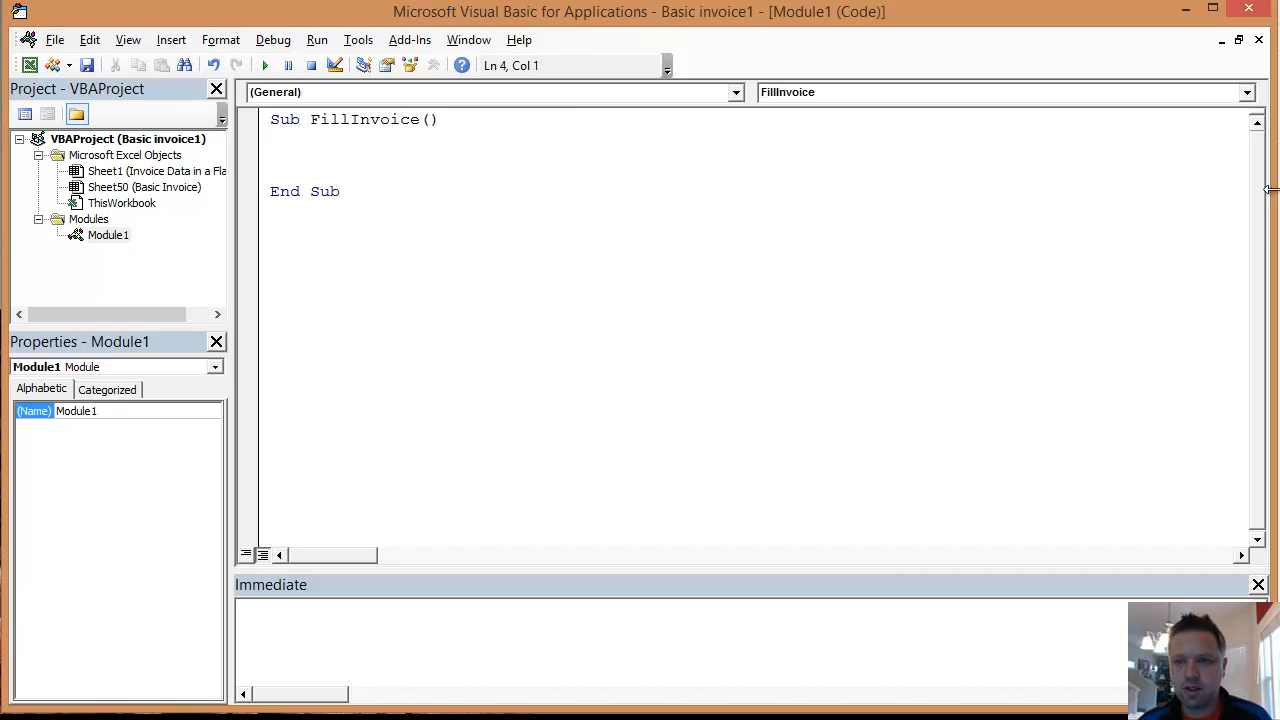 Microsoft Visual Basic for Applications - Basic invoice1 - [Module1 (Code)]
File Edit View Insert Format Debug Run Tools Add-Ins Window Help
Ln 4, Col 1
Project - VBAProject
(General)
FillInvoice
VBAProject (Basic invoice1)
Microsoft Excel Objects
Sheet1 (Invoice Data in a Fla
Sheet50 (Basic Invoice)
ThisWorkbook
Modules
Module1
Sub FillInvoice()
End Sub
Properties - Module1
Module1 Module
Alphabetic Categorized
(Name) Module1
Immediate